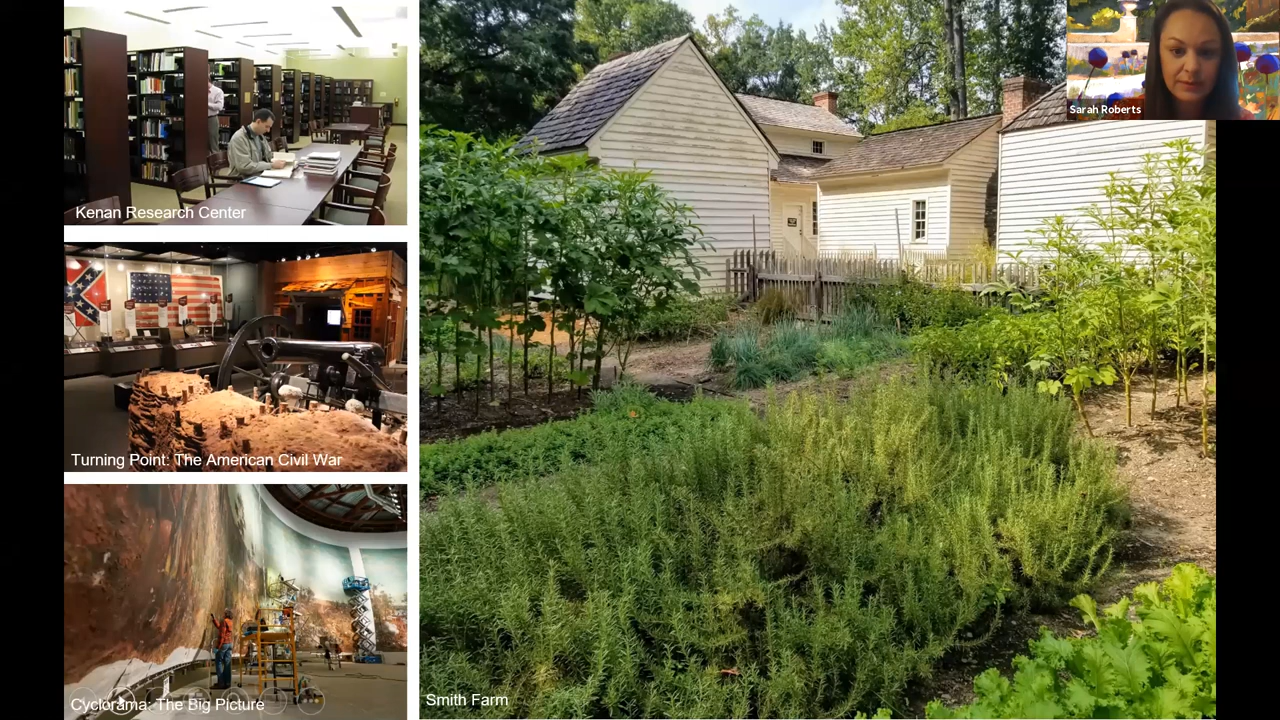 Kenan Research Center
Turning Point: The American Civil War
Cyclorama: The Big Picture
Smith Farm
Sarah Roberts